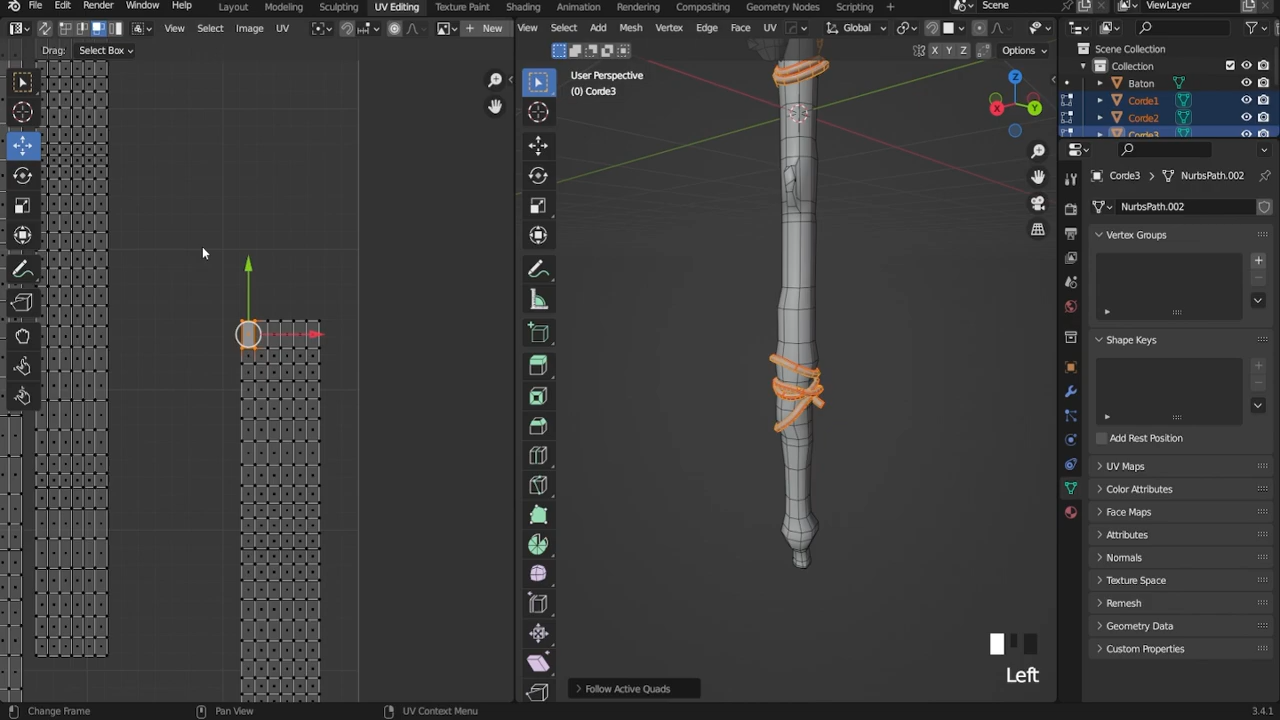 File Edit Render Window Help Layout Modeling Sculpting UV Editing Texture Paint Shading Animation Rendering Compositing Geometry Nodes Scripting + Scene ViewLayer
View Select Image UV + New View Select Add Mesh Vertex Edge Face UV Global
Drag: Select Box X Y Z Options
User Perspective
(0) Corde3
Scene Collection
Collection
Baton
Corde1
Corde2
Corde3
Z
X
Y
Corde3 > NurbsPath.002
NurbsPath.002
Vertex Groups
Shape Keys
Add Rest Position
UV Maps
Color Attributes
Face Maps
Attributes
Normals
Texture Space
Remesh
Geometry Data
Custom Properties
Left
Follow Active Quads
Change Frame Pan View UV Context Menu 3.4.1